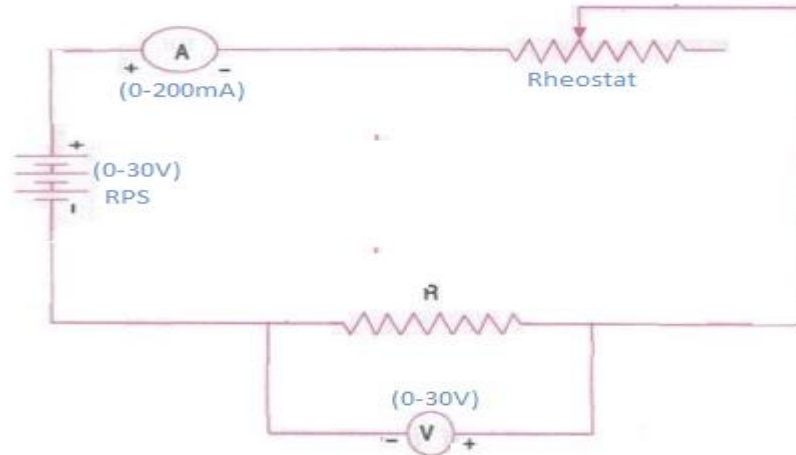 A
+ -
(0-200mA)
Rheostat
+
(0-30V)
RPS
-
R
(0-30V)
- V +